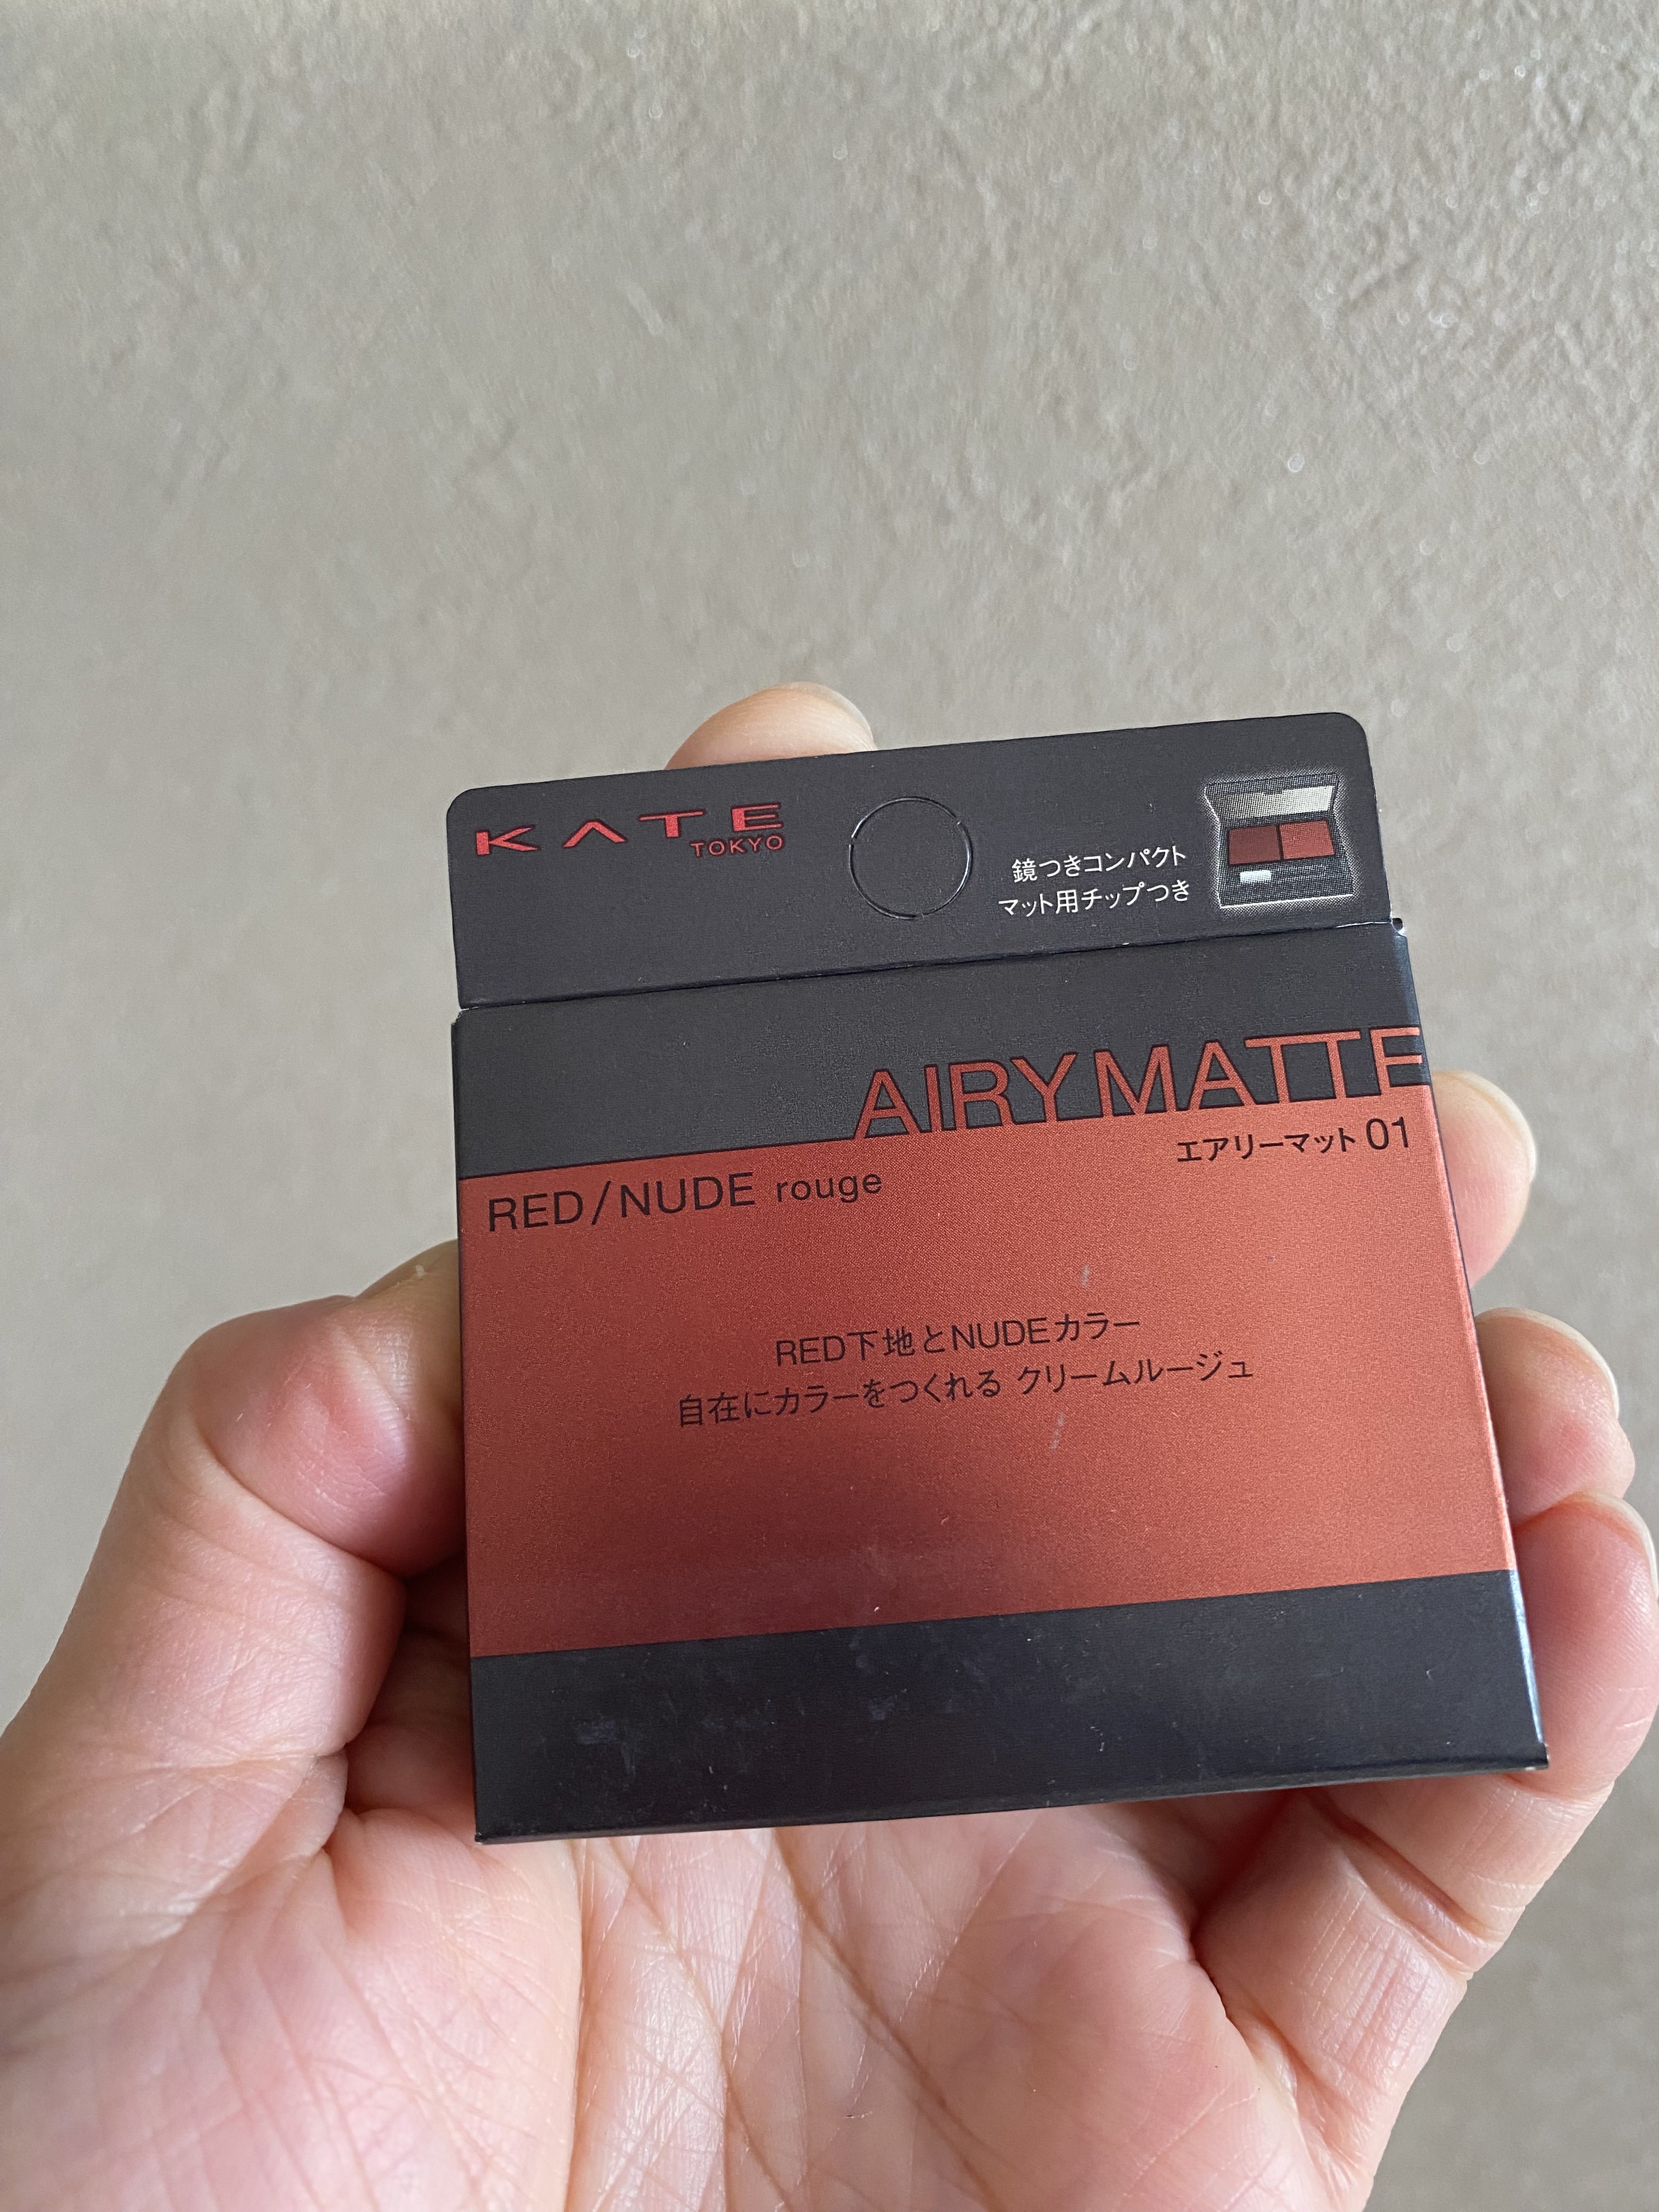 KATE
TOKYO
鏡つきコンパクト
マット用チップつき
AIRY MATTE
エアリーマット 01
RED/NUDE rouge
RED下地とNUDEカラー
自在にカラーをつくれる クリームルージュ